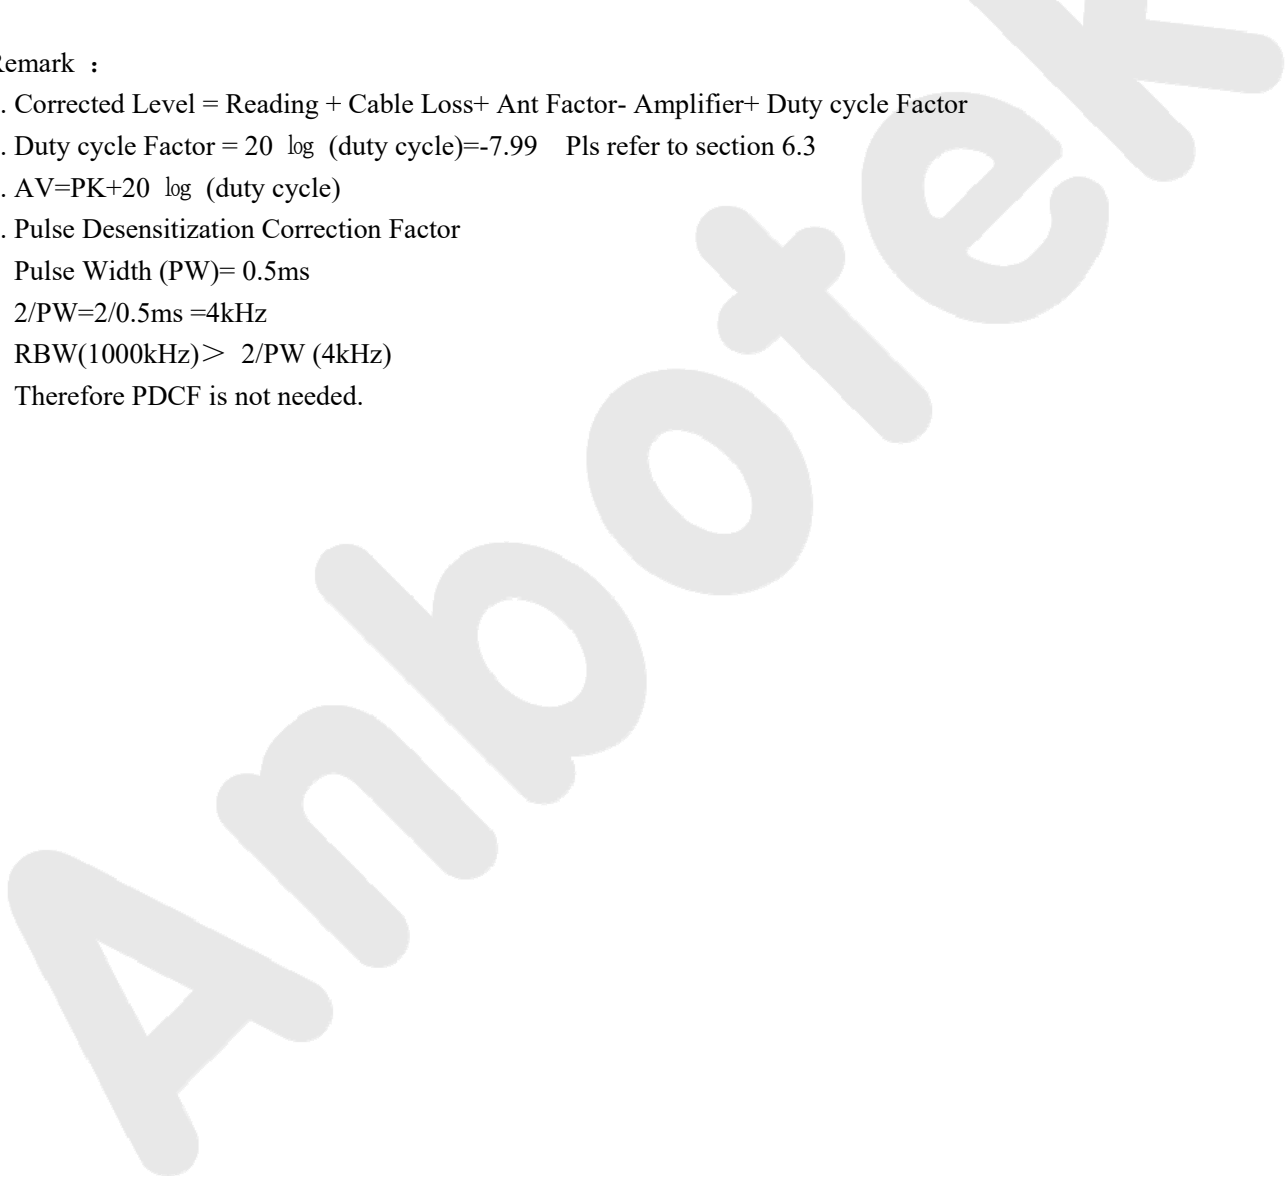 emark ：
. Corrected Level = Reading + Cable Loss+ Ant Factor- Amplifier+ Duty cycle Factor
. Duty cycle Factor = 20 log (duty cycle)=-7.99 Pls refer to section 6.3
. AV=PK+20 log (duty cycle)
. Pulse Desensitization Correction Factor
Pulse Width (PW)= 0.5ms
2/PW=2/0.5ms =4kHz
RBW(1000kHz)＞ 2/PW (4kHz)
Therefore PDCF is not needed.
Anbotek